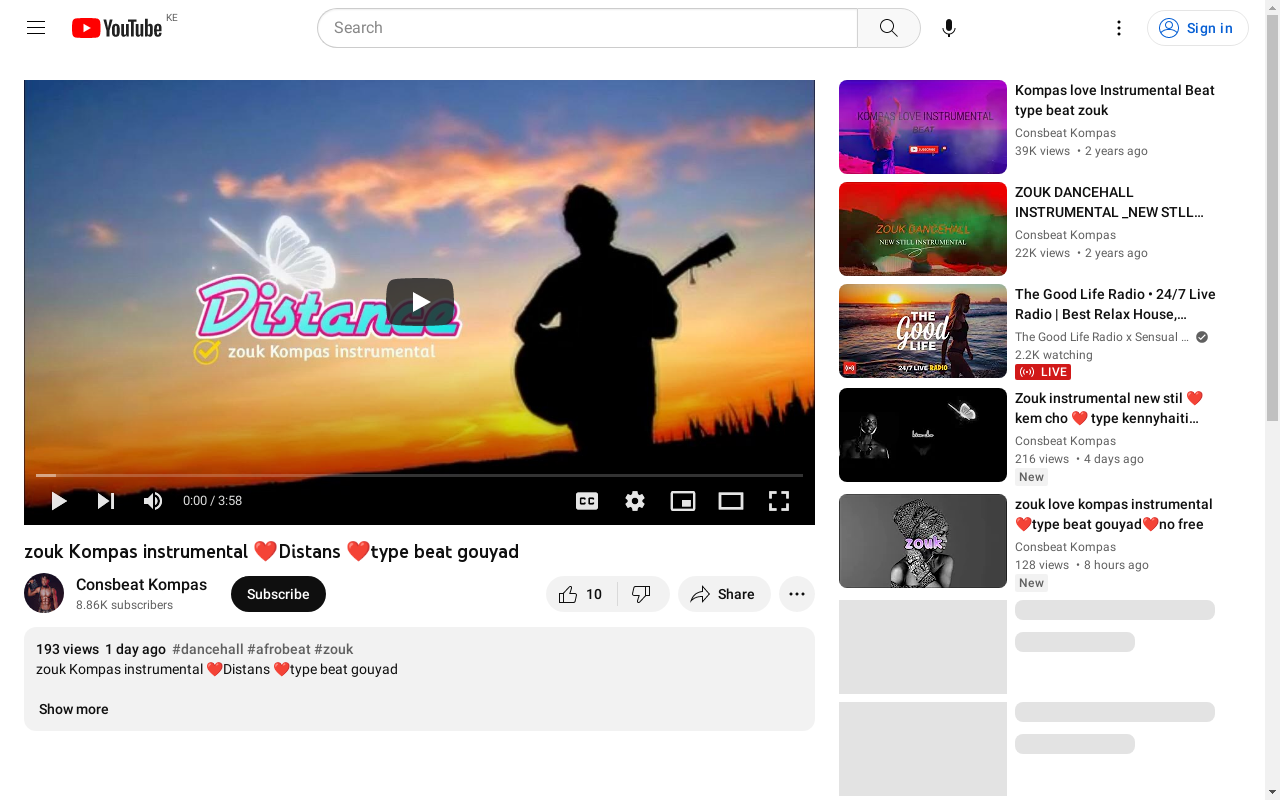 YouTube
KE
Search
Sign in
Distance
zouk Kompas instrumental
0:00 / 3:58
CC
zouk Kompas instrumental ❤️Distans ❤️type beat gouyad
Consbeat Kompas
8.86K subscribers
Subscribe
10
Share
193 views 1 day ago #dancehall #afrobeat #zouk
zouk Kompas instrumental ❤️Distans ❤️type beat gouyad
Show more
KOMPAS LOVE INSTRUMENTAL
BEAT
SUBSCRIBE
Kompas love Instrumental Beat
type beat zouk
Consbeat Kompas
39K views • 2 years ago
ZOUK DANCEHALL
NEW STILL INSTRUMENTAL
ZOUK DANCEHALL
INSTRUMENTAL _NEW STLL…
Consbeat Kompas
22K views • 2 years ago
THE
Good
LIFE
24/7 LIVE RADIO
The Good Life Radio • 24/7 Live
Radio | Best Relax House,…
The Good Life Radio x Sensual …
2.2K watching
LIVE
Zouk instrumental new stil ❤️
kem cho ❤️ type kennyhaiti…
Consbeat Kompas
216 views • 4 days ago
New
zouk
zouk love kompas instrumental
❤️type beat gouyad❤️no free
Consbeat Kompas
128 views • 8 hours ago
New